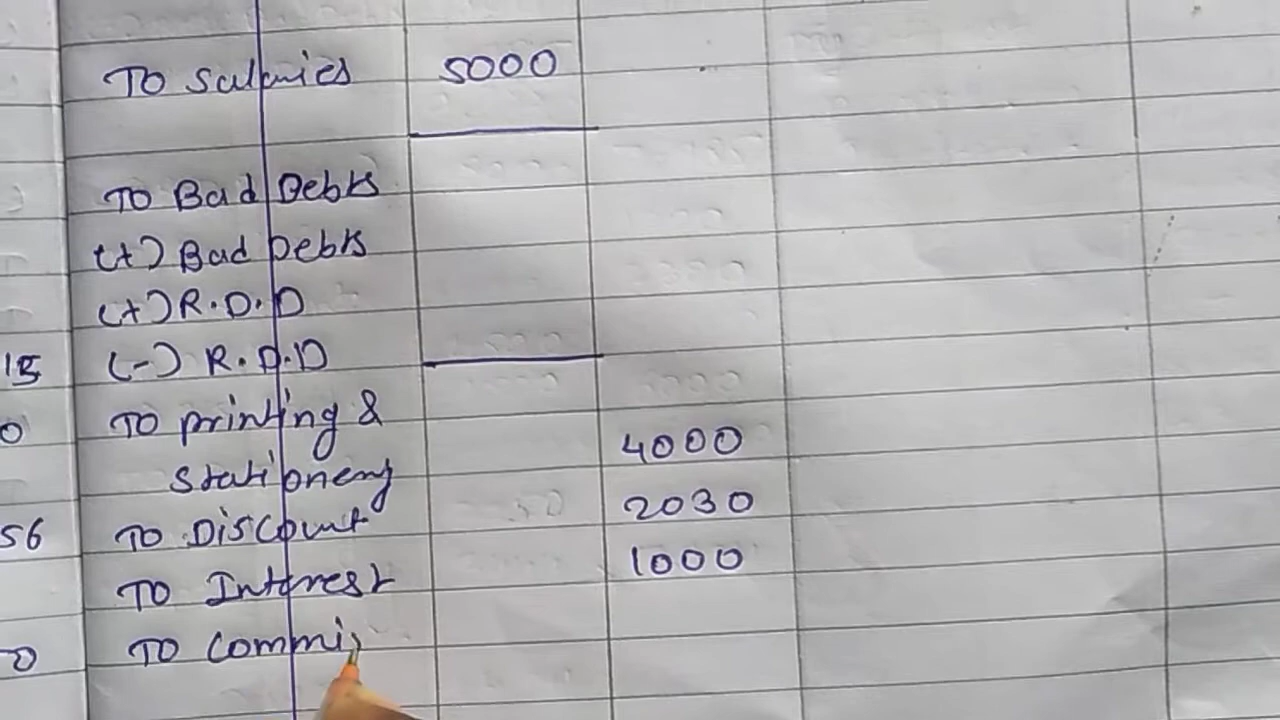 To Salaries 5000
To Bad Debts
(+) Bad Debts
(+) R.D.D
15 (-) R.D.D
0 To printing &
stationery 4000
56 To Discount 2030
To Interest 1000
0 To Commi